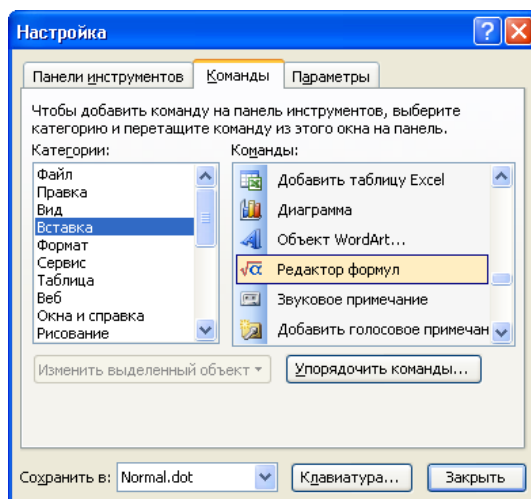 Настройка
Панели инструментов
Команды
Параметры
Чтобы добавить команду на панель инструментов, выберите
категорию и перетащите команду из этого окна на панель.
Категории:
Команды:
Файл
Правка
Вид
Вставка
Формат
Сервис
Таблица
Веб
Окна и справка
Рисование
Добавить таблицу Excel
Диаграмма
Объект WordArt...
√α Редактор формул
Звуковое примечание
Добавить голосовое примечан
Изменить выделенный объект
Упорядочить команды...
Сохранить в:
Normal.dot
Клавиатура...
Закрыть